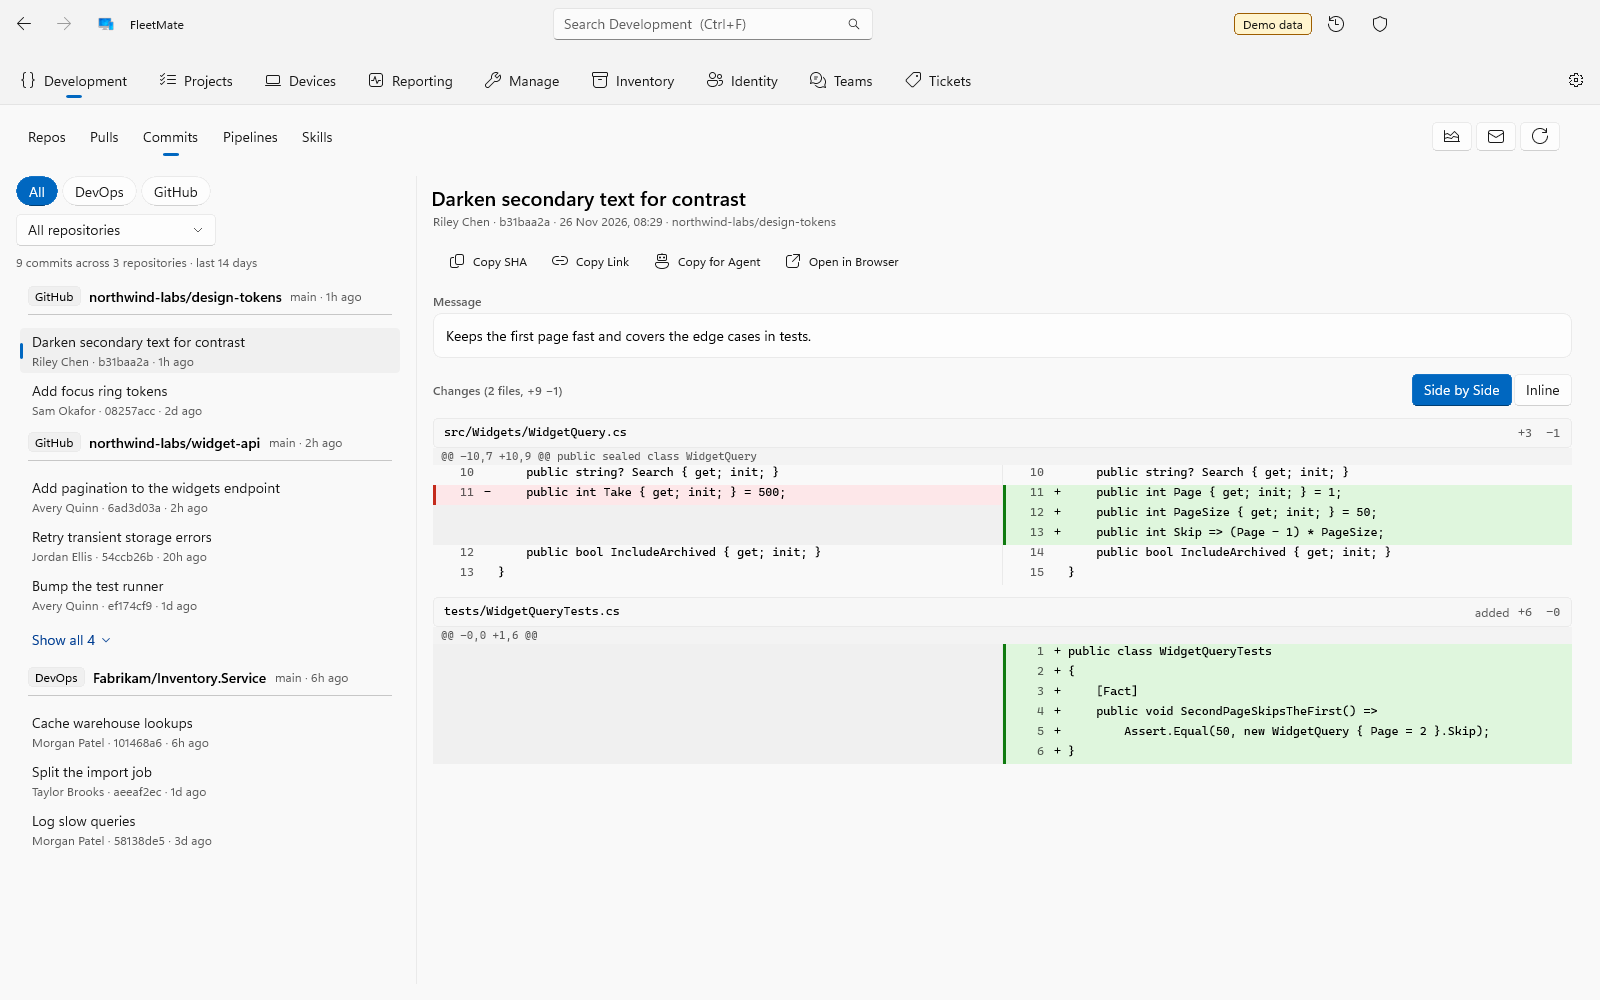 FleetMate
Search Development (Ctrl+F)
Demo data
Development
Projects
Devices
Reporting
Manage
Inventory
Identity
Teams
Tickets
Repos
Pulls
Commits
Pipelines
Skills
All
DevOps
GitHub
All repositories
9 commits across 3 repositories · last 14 days
GitHub northwind-labs/design-tokens main · 1h ago
Darken secondary text for contrast
Riley Chen · b31baa2a · 1h ago
Add focus ring tokens
Sam Okafor · 08257acc · 2d ago
GitHub northwind-labs/widget-api main · 2h ago
Add pagination to the widgets endpoint
Avery Quinn · 6ad3d03a · 2h ago
Retry transient storage errors
Jordan Ellis · 54ccb26b · 20h ago
Bump the test runner
Avery Quinn · ef174cf9 · 1d ago
Show all 4
DevOps Fabrikam/Inventory.Service main · 6h ago
Cache warehouse lookups
Morgan Patel · 101468a6 · 6h ago
Split the import job
Taylor Brooks · aeeaf2ec · 1d ago
Log slow queries
Morgan Patel · 58138de5 · 3d ago
Darken secondary text for contrast
Riley Chen · b31baa2a · 26 Nov 2026, 08:29 · northwind-labs/design-tokens
Copy SHA
Copy Link
Copy for Agent
Open in Browser
Message
Keeps the first page fast and covers the edge cases in tests.
Changes (2 files, +9 −1)
Side by Side
Inline
src/Widgets/WidgetQuery.cs +3 −1
@@ −10,7 +10,9 @@ public sealed class WidgetQuery
10 public string? Search { get; init; }
11 − public int Take { get; init; } = 500;
12 public bool IncludeArchived { get; init; }
13 }
10 public string? Search { get; init; }
11 + public int Page { get; init; } = 1;
12 + public int PageSize { get; init; } = 50;
13 + public int Skip => (Page − 1) * PageSize;
14 public bool IncludeArchived { get; init; }
15 }
tests/WidgetQueryTests.cs added +6 −0
@@ −0,0 +1,6 @@
1 + public class WidgetQueryTests
2 + {
3 + [Fact]
4 + public void SecondPageSkipsTheFirst() =>
5 + Assert.Equal(50, new WidgetQuery { Page = 2 }.Skip);
6 + }